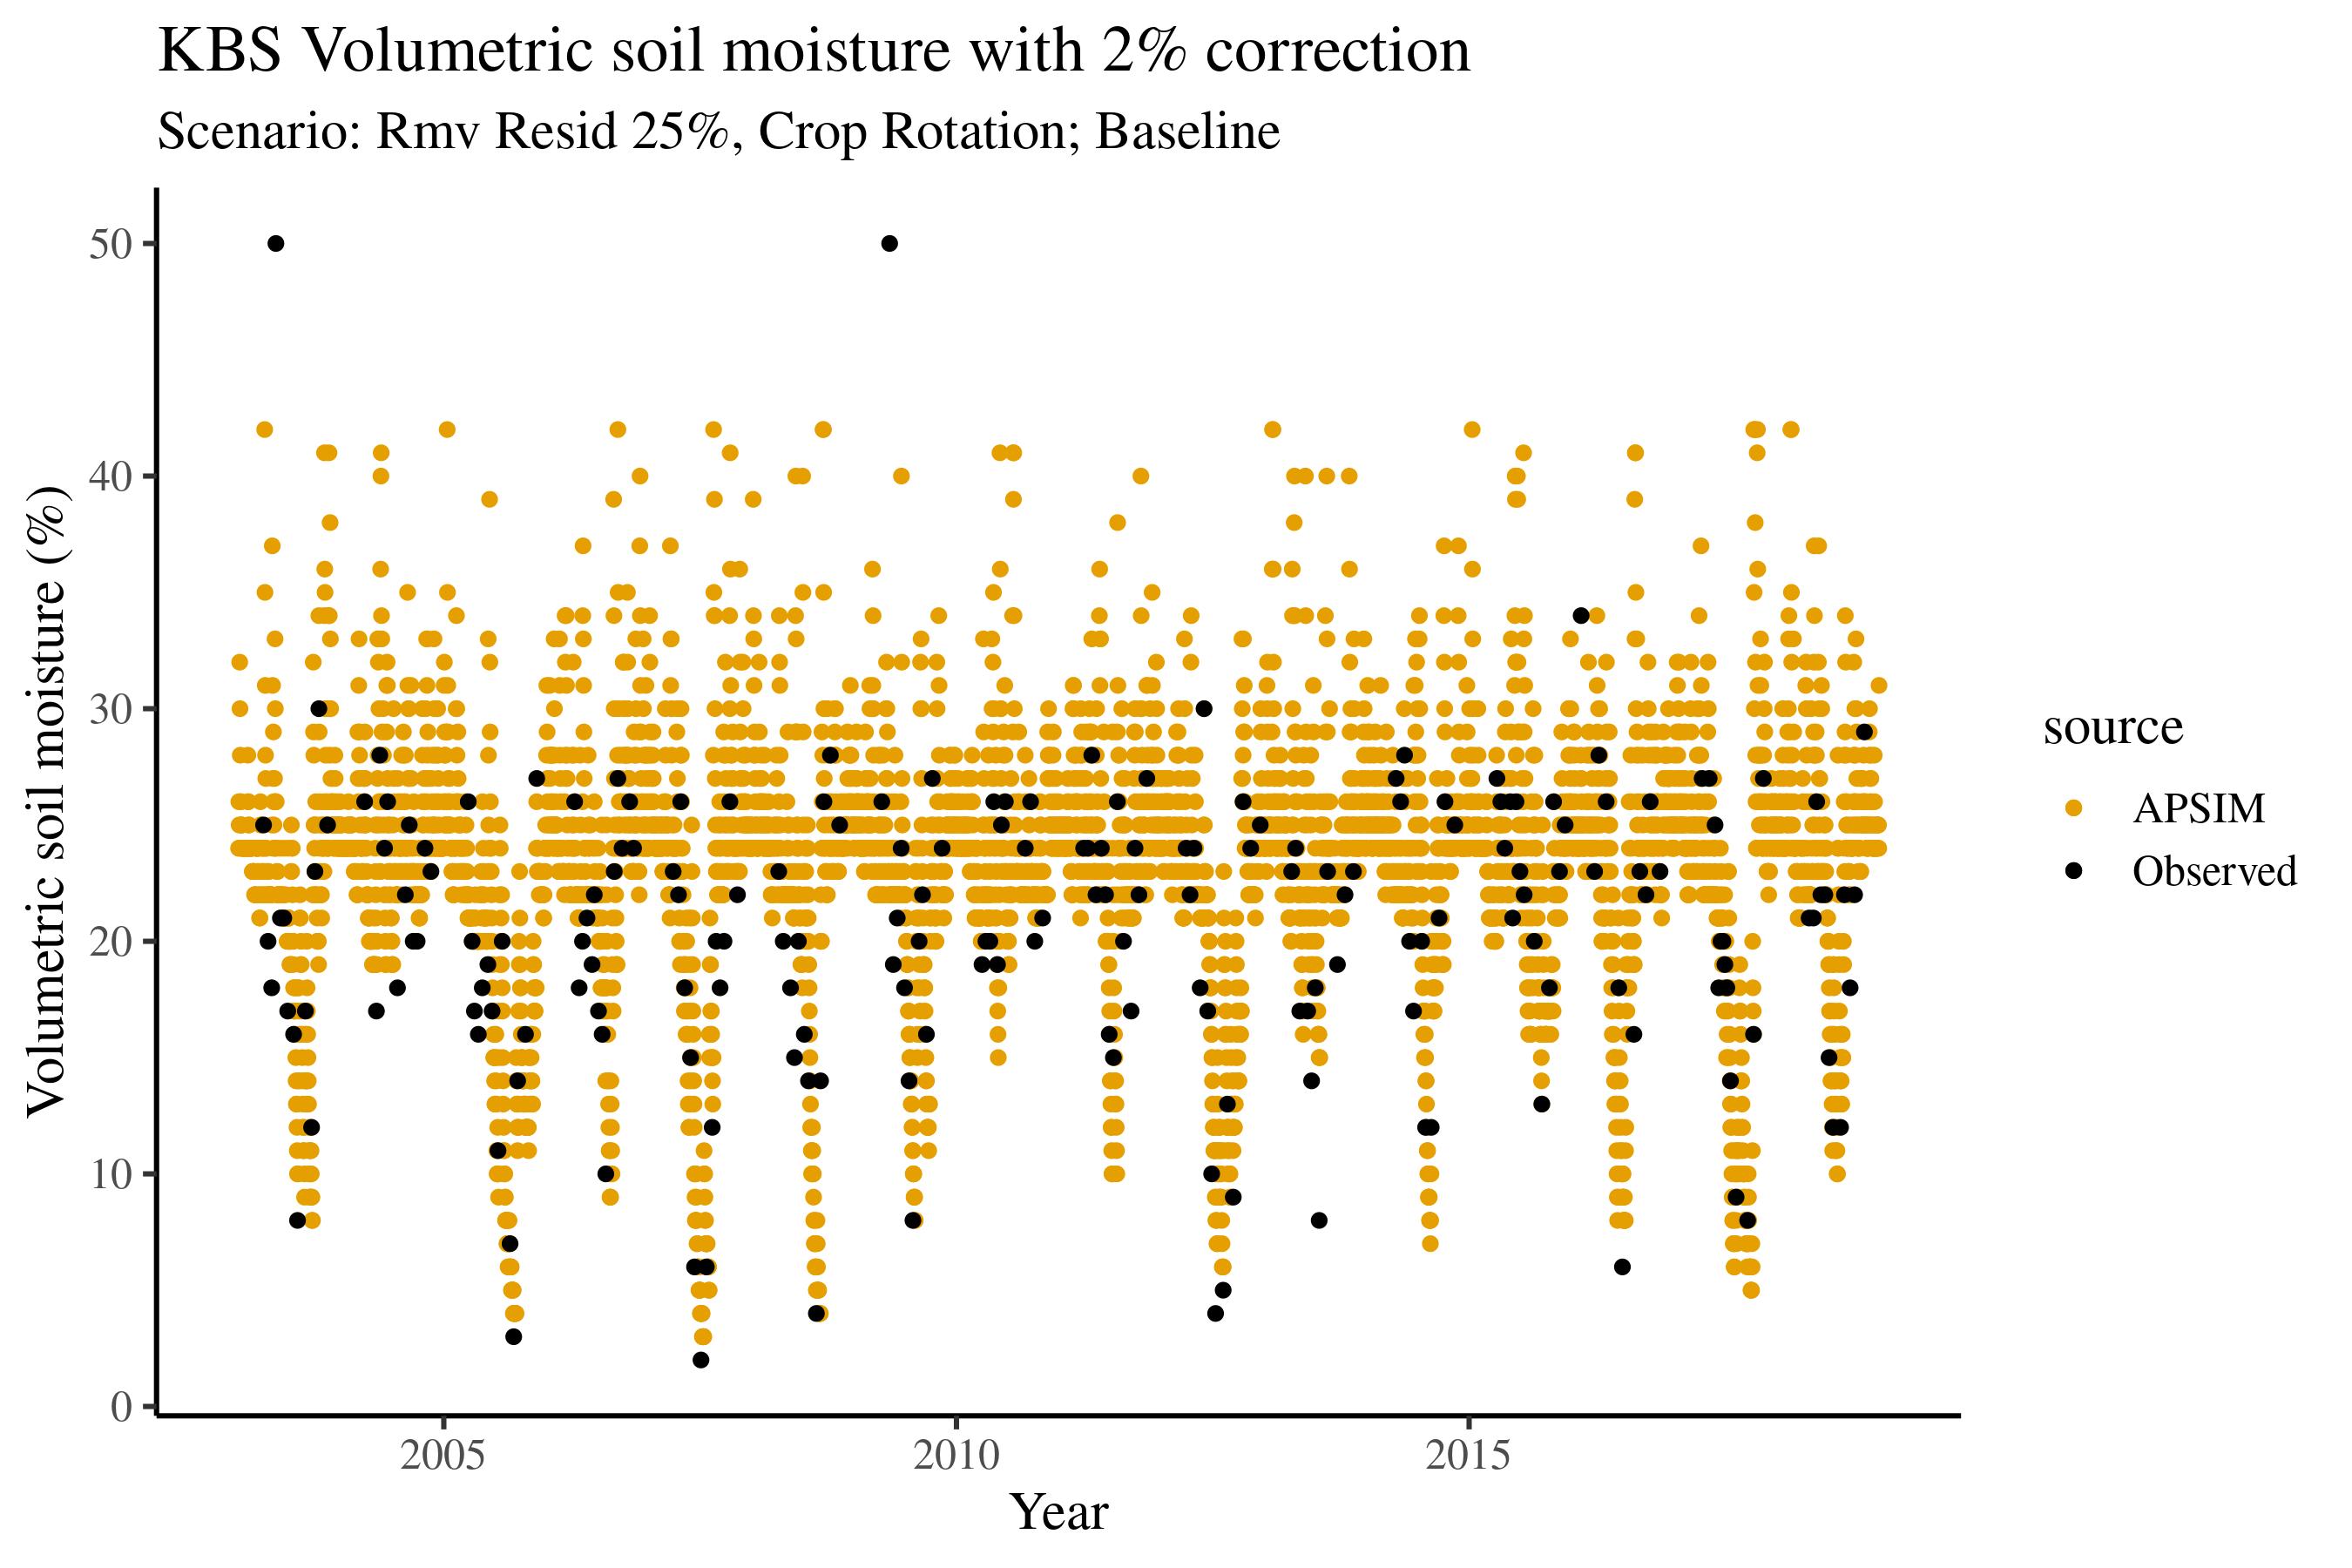 KBS Volumetric soil moisture with 2% correction
Scenario: Rmv Resid 25%, Crop Rotation; Baseline
Volumetric soil moisture (%)
50
40
30
20
10
0
2005 2010 2015
Year
source
APSIM
Observed